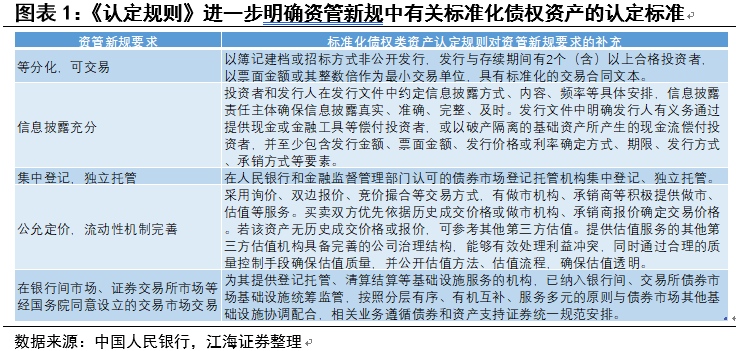 图表 1：《认定规则》进一步明确资管新规中有关标准化债权资产的认定标准
资管新规要求
标准化债权类资产认定规则对资管新规要求的补充
等分化，可交易
以簿记建档或招标方式非公开发行，发行与存续期间有2个（含）以上合格投资者，
以票面金额或其整数倍作为最小交易单位，具有标准化的交易合同文本。
信息披露充分
投资者和发行人在发行文件中约定信息披露方式、内容、频率等具体安排，信息披露
责任主体确保信息披露真实、准确、完整、及时。发行文件中明确发行人有义务通过
提供现金或金融工具等偿付投资者，或以破产隔离的基础资产所产生的现金流偿付投
资者，并至少包含发行金额、票面金额、发行价格或利率确定方式、期限、发行方式
、承销方式等要素。
集中登记，独立托管
在人民银行和金融监督管理部门认可的债券市场登记托管机构集中登记、独立托管。
公允定价，流动性机制完善
采用询价、双边报价、竞价撮合等交易方式，有做市机构、承销商等积极提供做市、
估值等服务。买卖双方优先依据历史成交价格或做市机构、承销商报价确定交易价格
。若该资产无历史成交价格或报价，可参考其他第三方估值。提供估值服务的其他第
三方估值机构具备完善的公司治理结构，能够有效处理利益冲突，同时通过合理的质
量控制手段确保估值质量，并公开估值方法、估值流程，确保估值透明。
在银行间市场、证券交易所市场等
经国务院同意设立的交易市场交易
为其提供登记托管、清算结算等基础设施服务的机构，已纳入银行间、交易所债券市
场基础设施统筹监管，按照分层有序、有机互补、服务多元的原则与债券市场其他基
础设施协调配合，相关业务遵循债券和资产支持证券统一规范安排。
数据来源：中国人民银行，江海证券整理